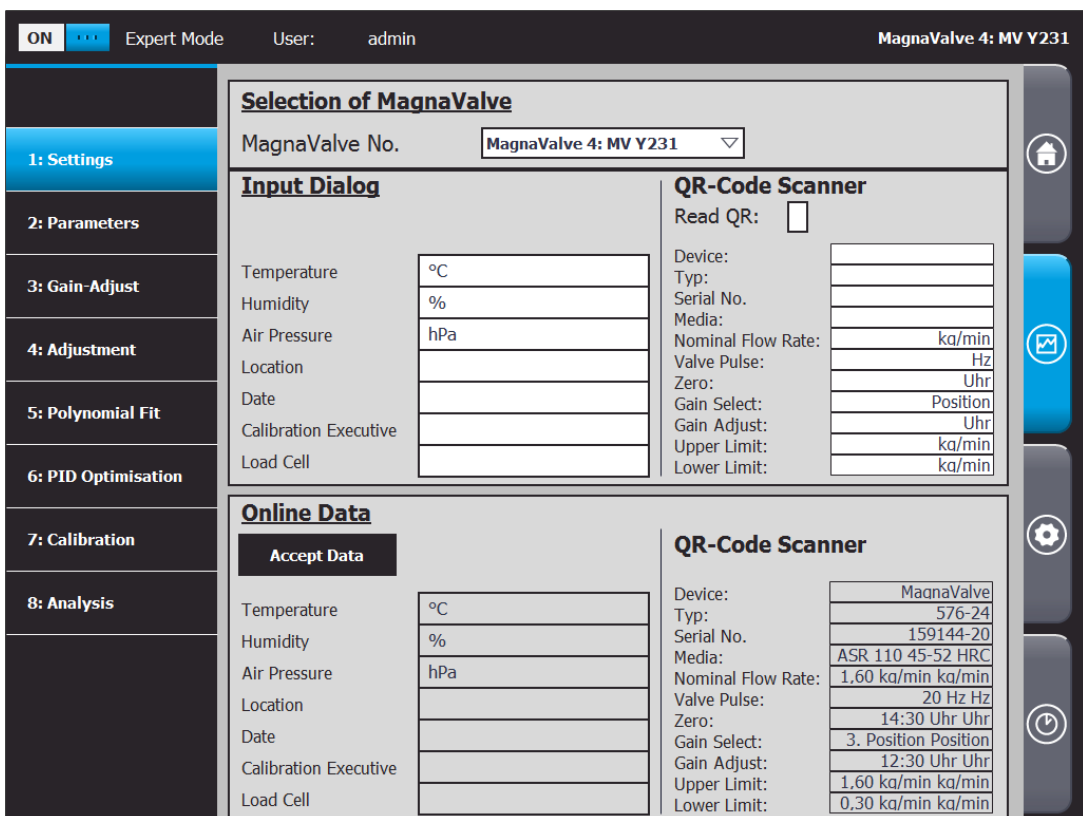 ON Expert Mode User: admin MagnaValve 4: MV Y231
1: Settings
2: Parameters
3: Gain-Adjust
4: Adjustment
5: Polynomial Fit
6: PID Optimisation
7: Calibration
8: Analysis
Selection of MagnaValve
MagnaValve No. MagnaValve 4: MV Y231
Input Dialog
Temperature °C
Humidity %
Air Pressure hPa
Location
Date
Calibration Executive
Load Cell
QR-Code Scanner
Read QR:
Device:
Typ:
Serial No.
Media:
Nominal Flow Rate: kg/min
Valve Pulse: Hz
Zero: Uhr
Gain Select: Position
Gain Adjust: Uhr
Upper Limit: kg/min
Lower Limit: kg/min
Online Data
Accept Data
Temperature °C
Humidity %
Air Pressure hPa
Location
Date
Calibration Executive
Load Cell
QR-Code Scanner
Device: MagnaValve
Typ: 576-24
Serial No. 159144-20
Media: ASR 110 45-52 HRC
Nominal Flow Rate: 1,60 kg/min kg/min
Valve Pulse: 20 Hz Hz
Zero: 14:30 Uhr Uhr
Gain Select: 3. Position Position
Gain Adjust: 12:30 Uhr Uhr
Upper Limit: 1,60 kg/min kg/min
Lower Limit: 0,30 kg/min kg/min